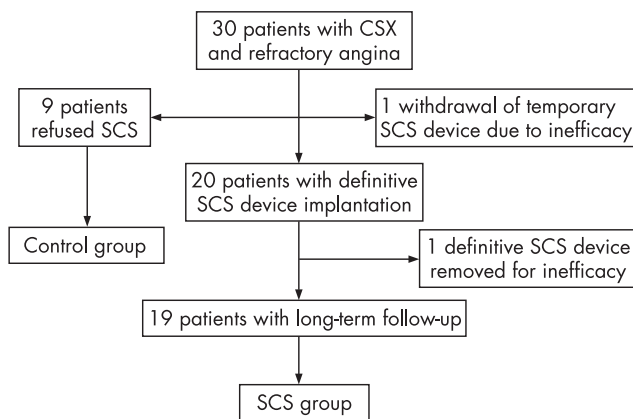 30 patients with CSX
and refractory angina
9 patients
refused SCS
1 withdrawal of temporary
SCS device due to inefficacy
20 patients with definitive
SCS device implantation
Control group
1 definitive SCS device
removed for inefficacy
19 patients with long-term follow-up
SCS group